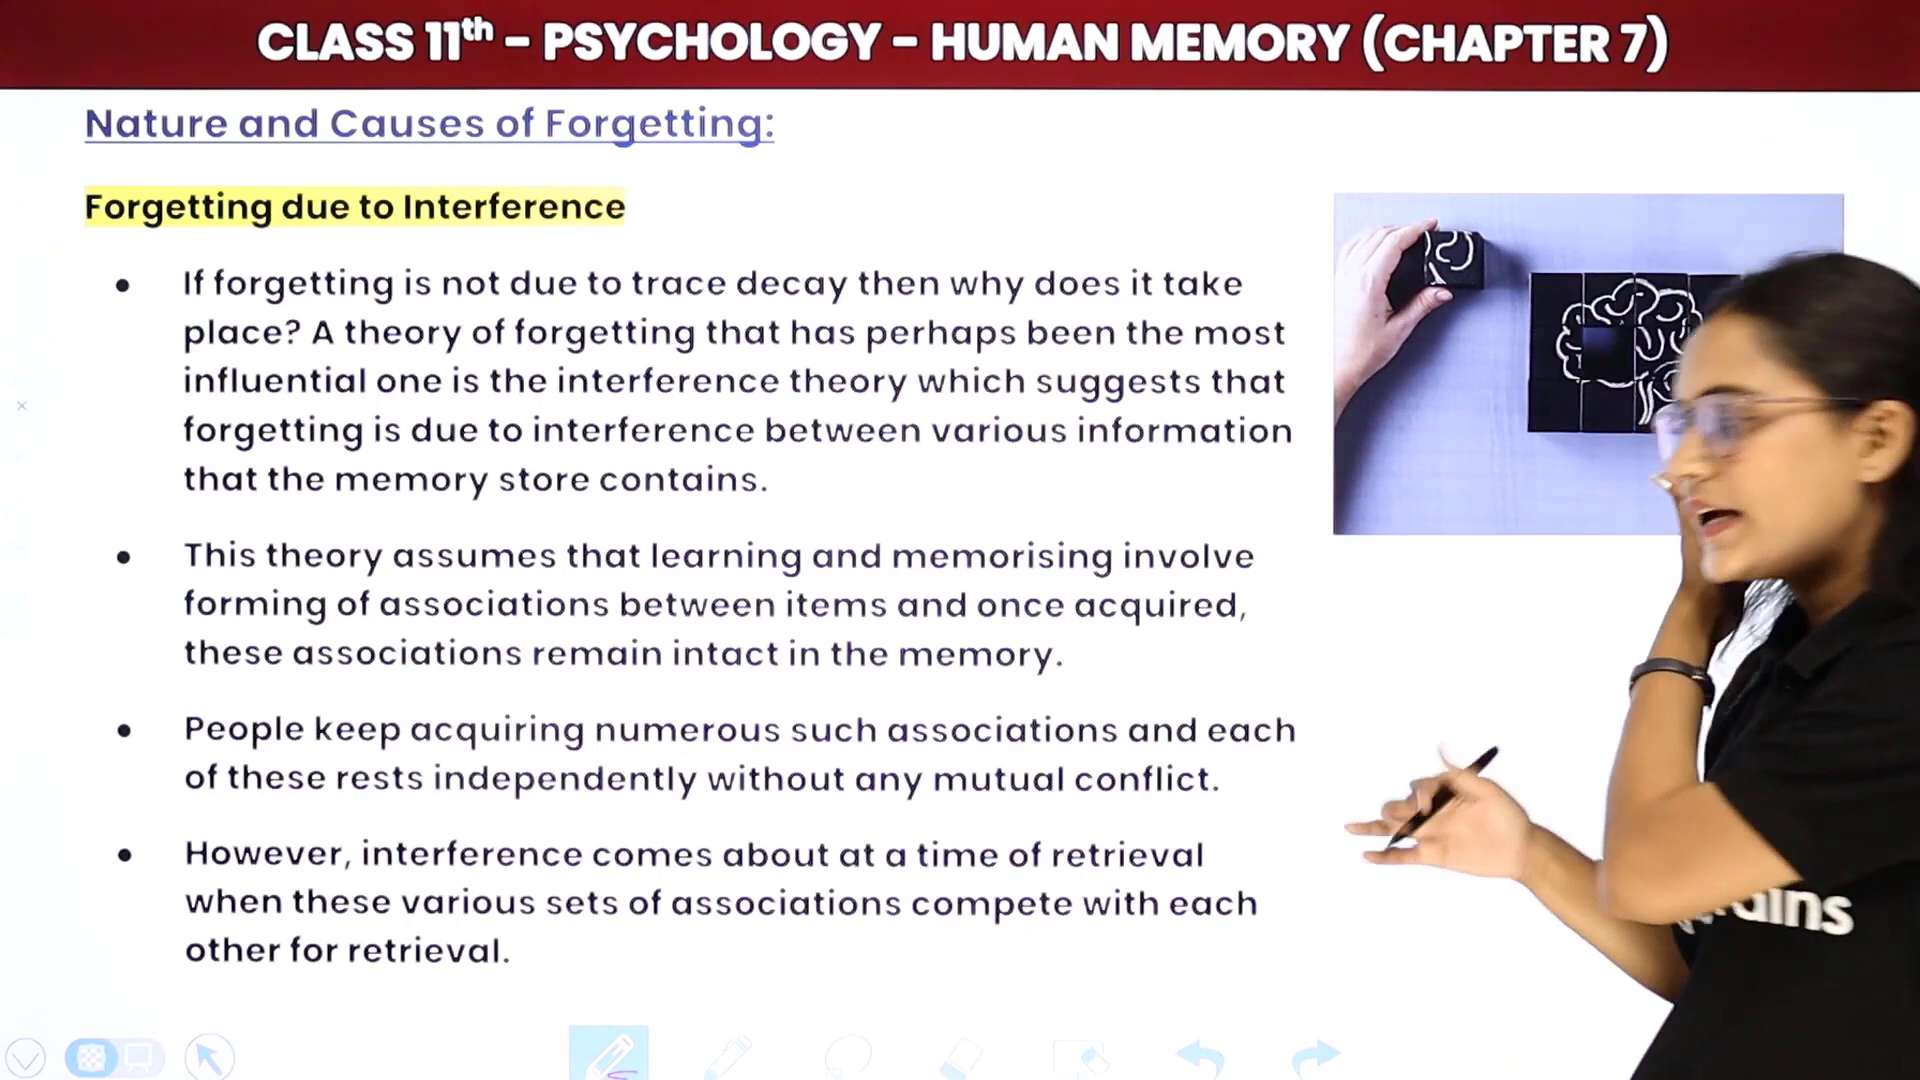 CLASS 11th - PSYCHOLOGY - HUMAN MEMORY (CHAPTER 7)
Nature and Causes of Forgetting:
Forgetting due to Interference
• If forgetting is not due to trace decay then why does it take
place? A theory of forgetting that has perhaps been the most
influential one is the interference theory which suggests that
forgetting is due to interference between various information
that the memory store contains.
• This theory assumes that learning and memorising involve
forming of associations between items and once acquired,
these associations remain intact in the memory.
• People keep acquiring numerous such associations and each
of these rests independently without any mutual conflict.
• However, interference comes about at a time of retrieval
when these various sets of associations compete with each
other for retrieval.